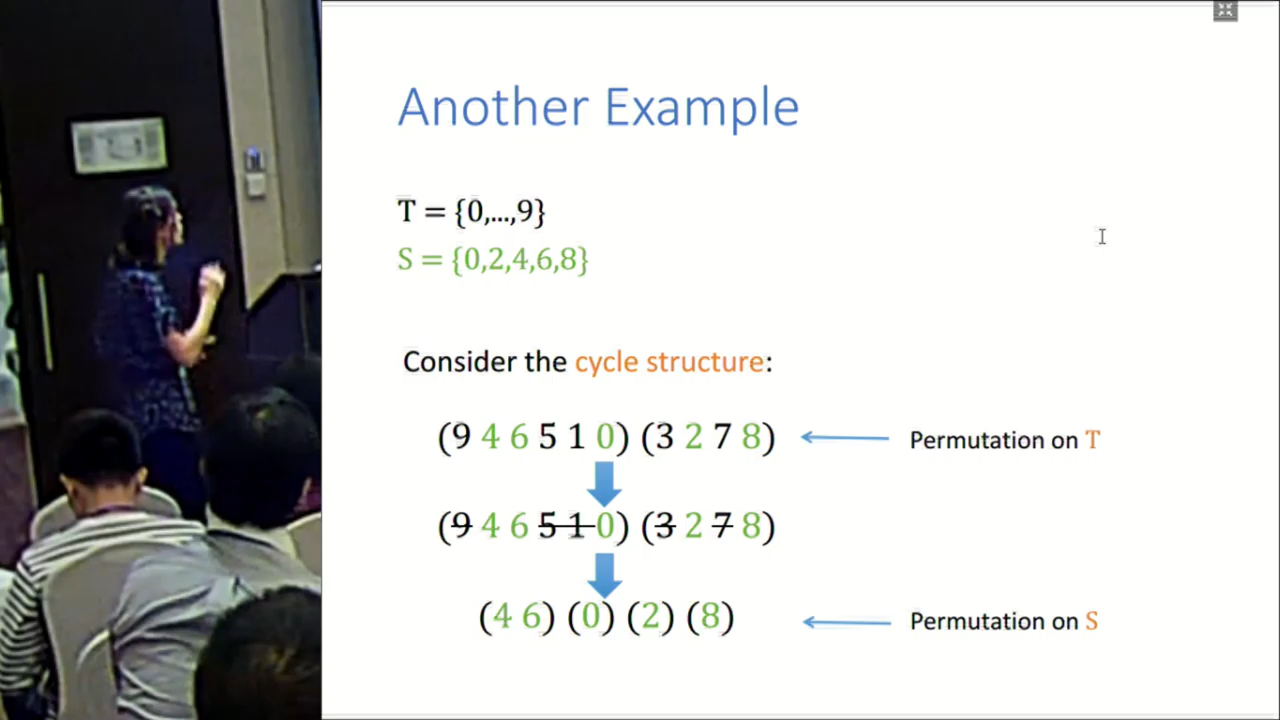 Another Example
T = {0,...,9}
S = {0,2,4,6,8}
Consider the cycle structure:
(9 4 6 5 1 0) (3 2 7 8)
Permutation on T
(9 4 6 5 1 0) (3 2 7 8)
(4 6) (0) (2) (8)
Permutation on S